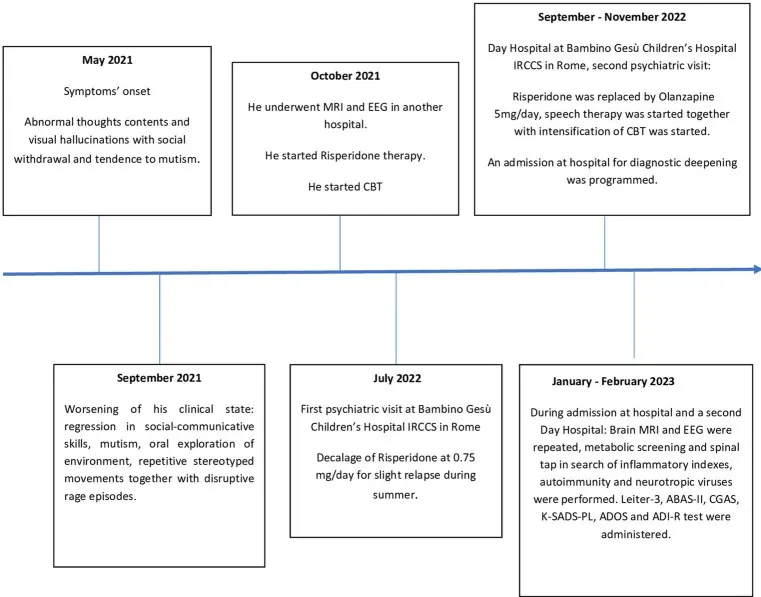 May 2021
Symptoms’ onset
Abnormal thoughts contents and
visual hallucinations with social
withdrawal and tendence to mutism.
October 2021
He underwent MRI and EEG in another
hospital.
He started Risperidone therapy.
He started CBT
September - November 2022
Day Hospital at Bambino Gesù Children’s Hospital
IRCCS in Rome, second psychiatric visit:
Risperidone was replaced by Olanzapine
5mg/day, speech therapy was started together
with intensification of CBT was started.
An admission at hospital for diagnostic deepening
was programmed.
September 2021
Worsening of his clinical state:
regression in social-communicative
skills, mutism, oral exploration of
environment, repetitive stereotyped
movements together with disruptive
rage episodes.
July 2022
First psychiatric visit at Bambino Gesù
Children’s Hospital IRCCS in Rome
Decalage of Risperidone at 0.75
mg/day for slight relapse during
summer.
January - February 2023
During admission at hospital and a second
Day Hospital: Brain MRI and EEG were
repeated, metabolic screening and spinal
tap in search of inflammatory indexes,
autoimmunity and neurotropic viruses
were performed. Leiter-3, ABAS-II, CGAS,
K-SADS-PL, ADOS and ADI-R test were
administered.